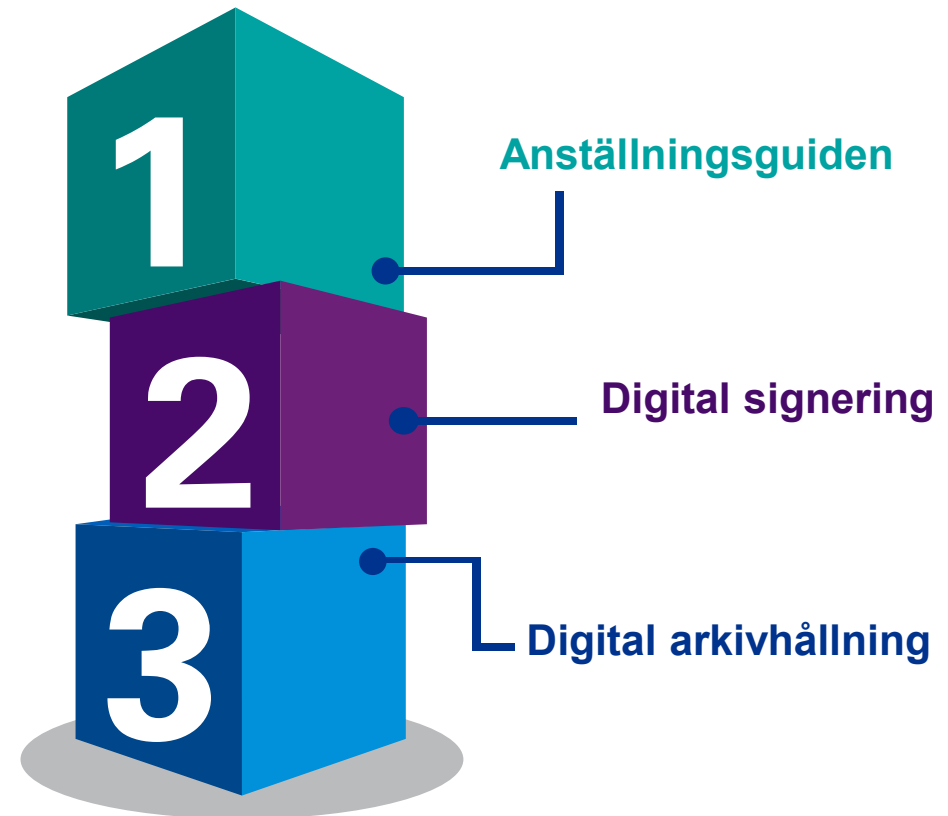 1
Anställningsguiden
2
Digital signering
3
Digital arkivhållning